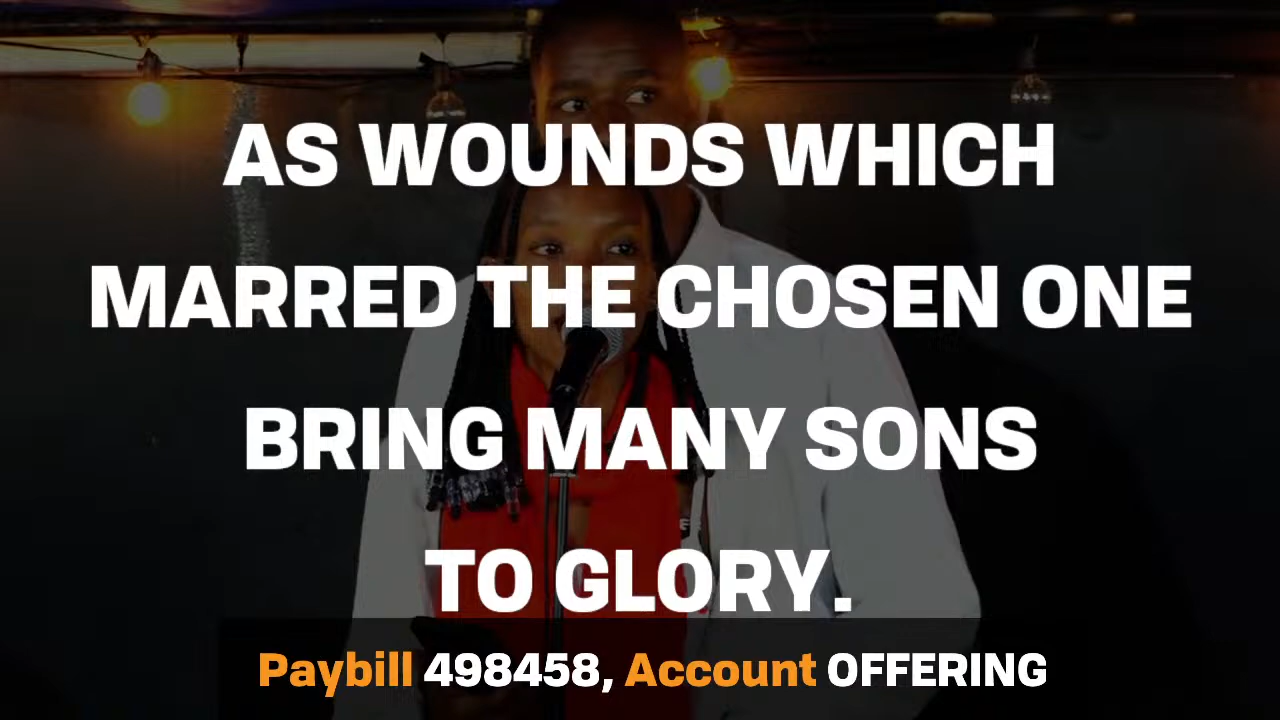 AS WOUNDS WHICH
MARRED THE CHOSEN ONE
BRING MANY SONS
TO GLORY.
Paybill 498458, Account OFFERING